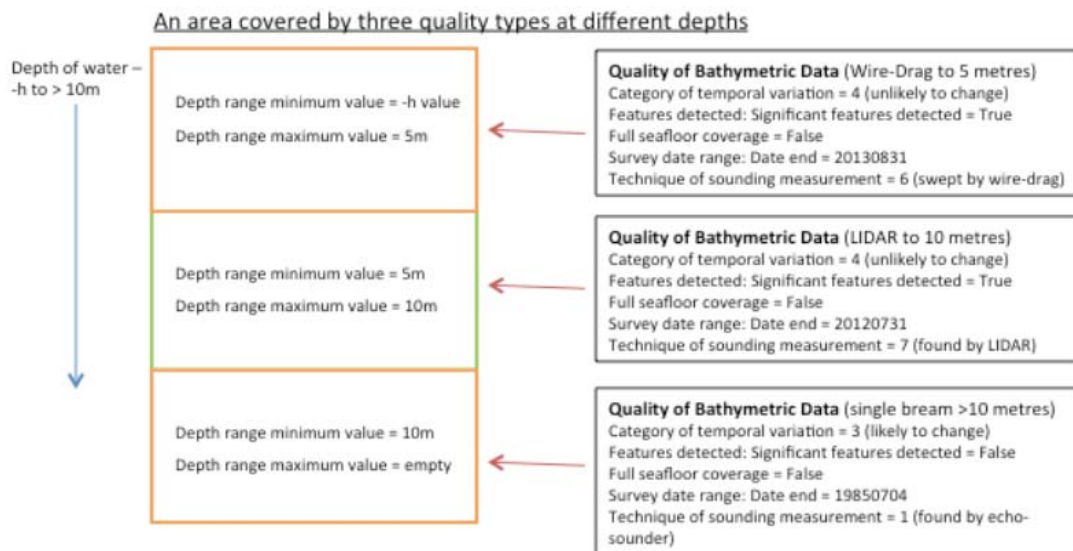 An area covered by three quality types at different depths
Depth of water –
-h to > 10m
Depth range minimum value = -h value
Depth range maximum value = 5m
Quality of Bathymetric Data (Wire-Drag to 5 metres)
Category of temporal variation = 4 (unlikely to change)
Features detected: Significant features detected = True
Full seafloor coverage = False
Survey date range: Date end = 20130831
Technique of sounding measurement = 6 (swept by wire-drag)
Depth range minimum value = 5m
Depth range maximum value = 10m
Quality of Bathymetric Data (LIDAR to 10 metres)
Category of temporal variation = 4 (unlikely to change)
Features detected: Significant features detected = True
Full seafloor coverage = False
Survey date range: Date end = 20120731
Technique of sounding measurement = 7 (found by LIDAR)
Depth range minimum value = 10m
Depth range maximum value = empty
Quality of Bathymetric Data (single bream >10 metres)
Category of temporal variation = 3 (likely to change)
Features detected: Significant features detected = False
Full seafloor coverage = False
Survey date range: Date end = 19850704
Technique of sounding measurement = 1 (found by echo-
sounder)